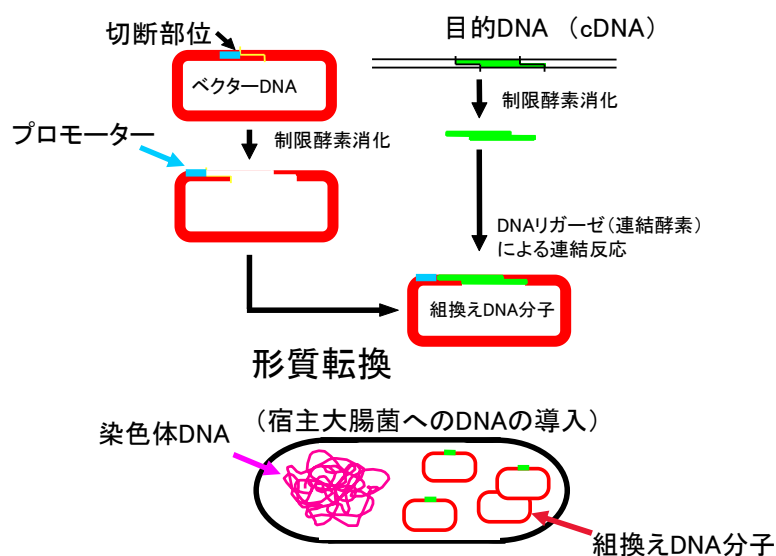 切断部位
目的DNA （cDNA）
ベクターDNA
制限酵素消化
プロモーター
制限酵素消化
DNAリガーゼ（連結酵素）
による連結反応
組換えDNA分子
形質転換
（宿主大腸菌へのDNAの導入）
染色体DNA
組換えDNA分子